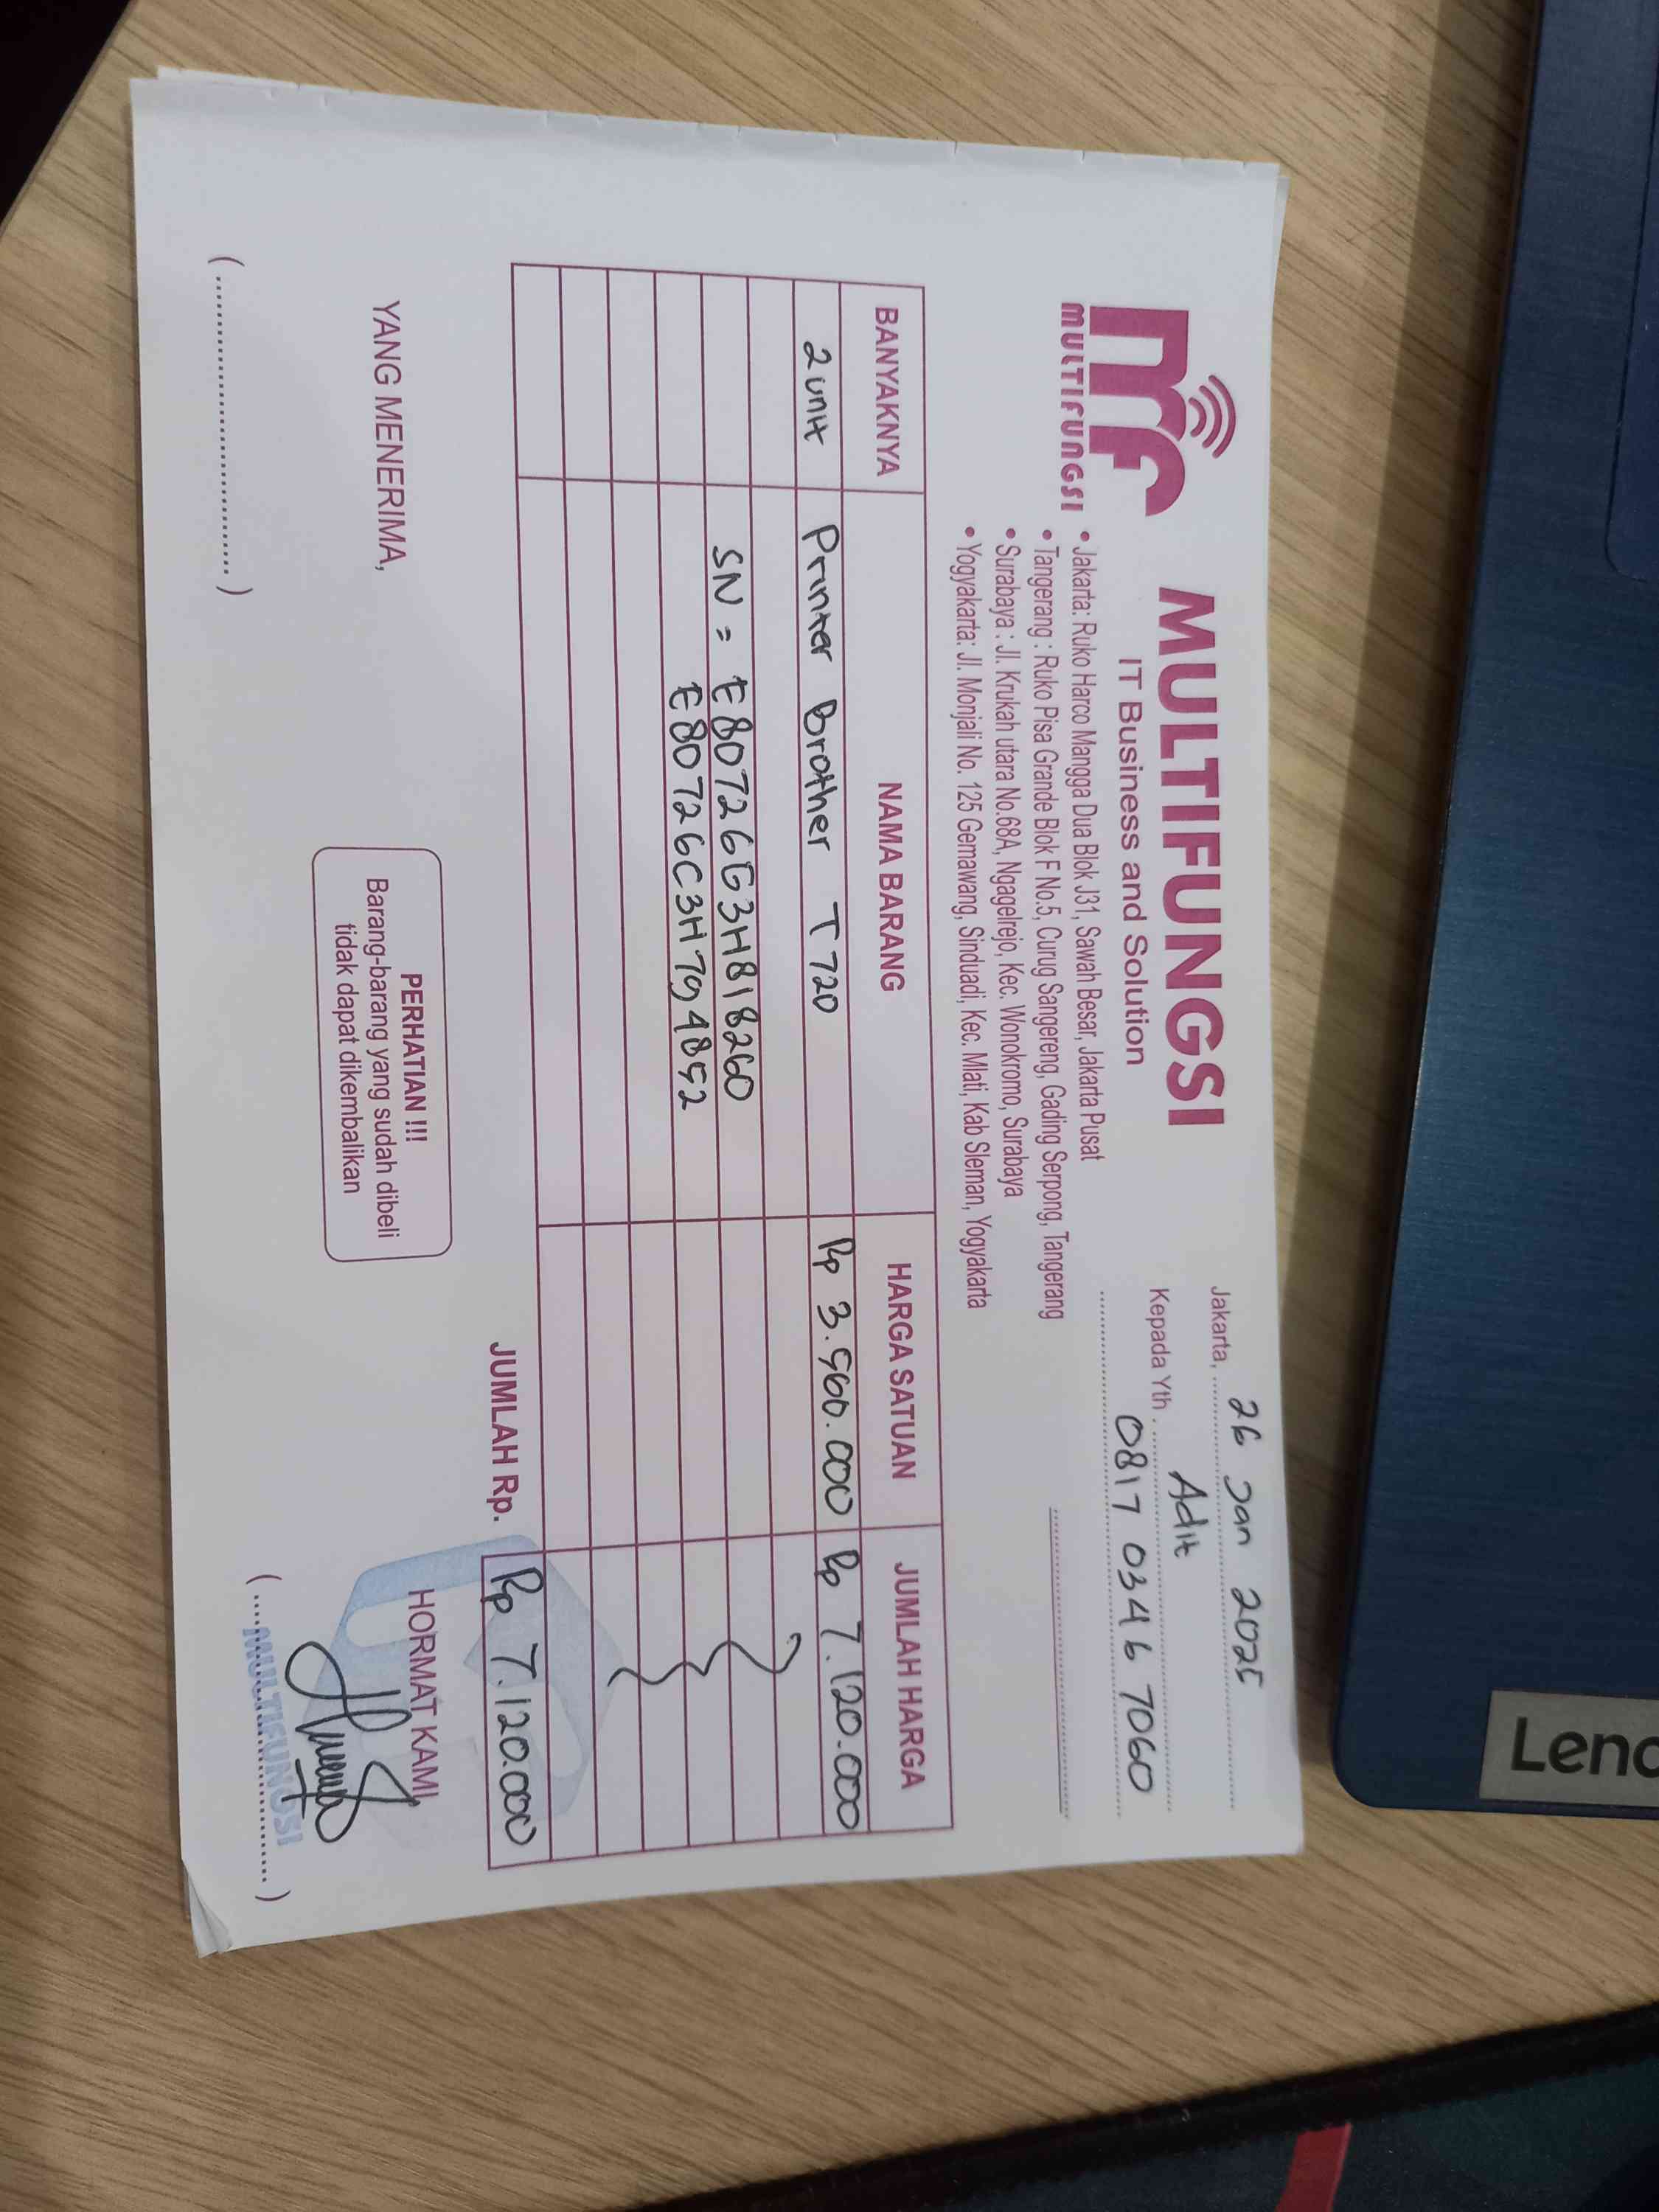 mf
MULTIFUNGSI
MULTIFUNGSI
IT Business and Solution
• Jakarta: Ruko Harco Mangga Dua Blok J31, Sawah Besar, Jakarta Pusat
• Tangerang : Ruko Pisa Grande Blok F No.5, Curug Sangereng, Gading Serpong, Tangerang
• Surabaya : Jl. Krukah utara No.68A, Ngagelrejo, Kec. Wonokromo, Surabaya
• Yogyakarta: Jl. Monjali No. 125 Gemawang, Sinduadi, Kec. Mlati, Kab Sleman, Yogyakarta
Jakarta, 26 Jan 2025
Kepada Yth. Adit
0817 0346 7060
BANYAKNYA NAMA BARANG HARGA SATUAN JUMLAH HARGA
2 unit Printer Brother T720 Rp 3.560.000 Rp 7.120.000
SN = E80726G3H818260
E80726C3H794852
JUMLAH Rp. Rp 7.120.000
YANG MENERIMA,
PERHATIAN !!!
Barang-barang yang sudah dibeli
tidak dapat dikembalikan
HORMAT KAMI,
MULTIFUNGSI
(....................................)
(....................................)
Leno